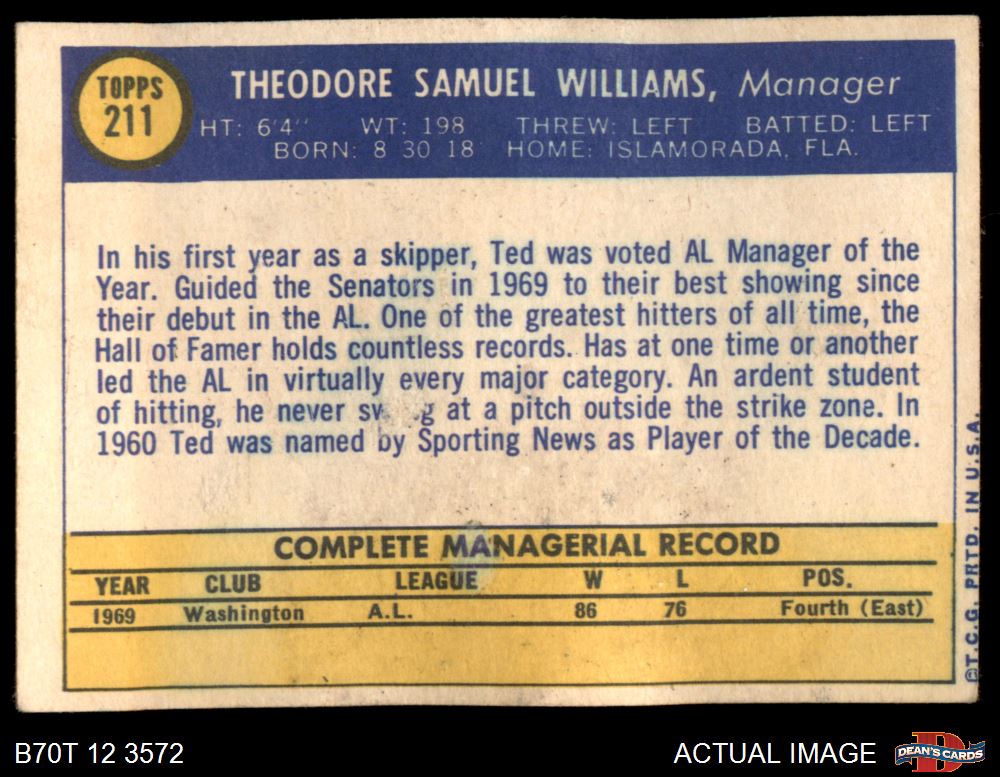 TOPPS
211
THEODORE SAMUEL WILLIAMS, Manager
HT: 6'4'' WT: 198 THREW: LEFT BATTED: LEFT
BORN: 8 30 18 HOME: ISLAMORADA, FLA.
In his first year as a skipper, Ted was voted AL Manager of the
Year. Guided the Senators in 1969 to their best showing since
their debut in the AL. One of the greatest hitters of all time, the
Hall of Famer holds countless records. Has at one time or another
led the AL in virtually every major category. An ardent student
of hitting, he never at a pitch outside the strike zone. In
1960 Ted was named by Sporting News as Player of the Decade.
COMPLETE MANAGERIAL RECORD
YEAR CLUB LEAGUE W L POS.
1969 Washington A.L. 86 76 Fourth (East)
©T.C.G. PRTD. IN U.S.A.
B70T 12 3572
ACTUAL IMAGE
D
DEAN'S CARDS